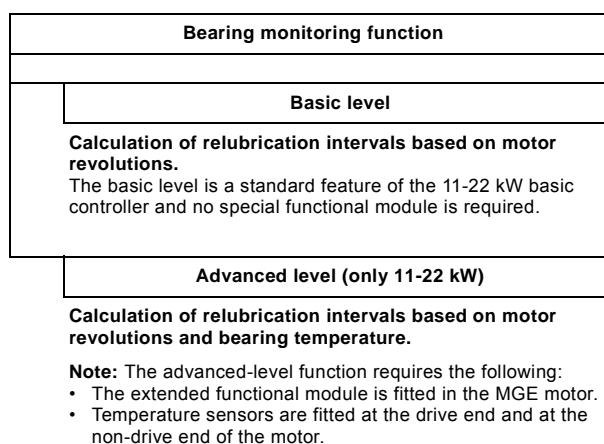 Bearing monitoring function
Basic level
Calculation of relubrication intervals based on motor
revolutions.
The basic level is a standard feature of the 11-22 kW basic
controller and no special functional module is required.
Advanced level (only 11-22 kW)
Calculation of relubrication intervals based on motor
revolutions and bearing temperature.
Note: The advanced-level function requires the following:
• The extended functional module is fitted in the MGE motor.
• Temperature sensors are fitted at the drive end and at the
non-drive end of the motor.